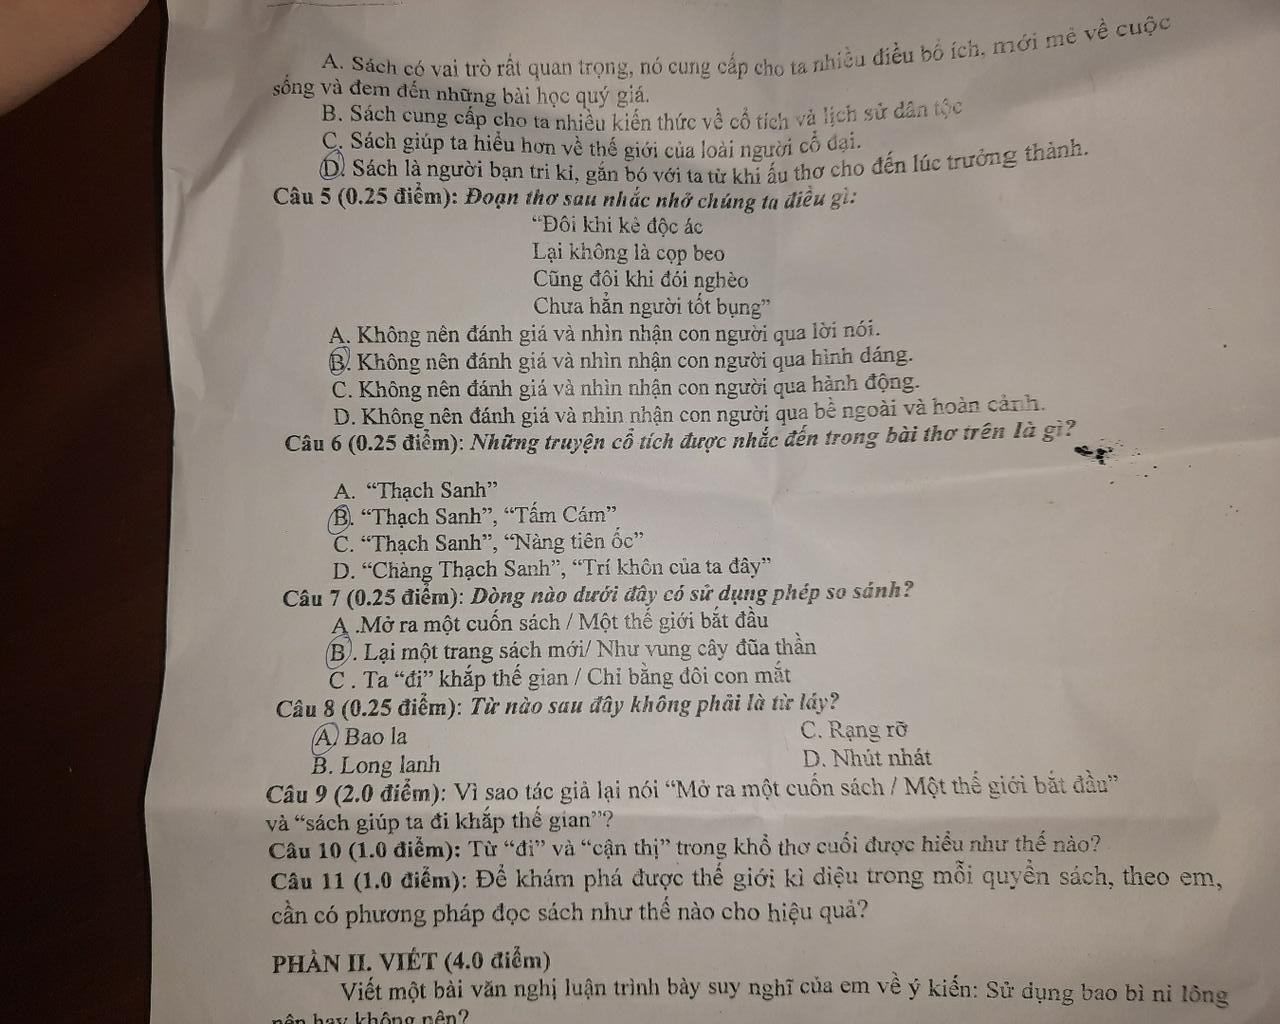 A. Sách có vai trò rất quan trọng, nó cung cấp cho ta nhiều điều bổ ích, mới mẻ về cuộc
sống và đem đến những bài học quý giá.
B. Sách cung cấp cho ta nhiều kiến thức về cổ tích và lịch sử dân tộc
C. Sách giúp ta hiểu hơn về thế giới của loài người cổ đại.
D. Sách là người bạn tri kỉ, gắn bó với ta từ khi ấu thơ cho đến lúc trưởng thành.
Câu 5 (0.25 điểm): Đoạn thơ sau nhắc nhở chúng ta điều gì:
“Đôi khi kẻ độc ác
Lại không là cọp beo
Cũng đôi khi đói nghèo
Chưa hẳn người tốt bụng”
A. Không nên đánh giá và nhìn nhận con người qua lời nói.
B. Không nên đánh giá và nhìn nhận con người qua hình dáng.
C. Không nên đánh giá và nhìn nhận con người qua hành động.
D. Không nên đánh giá và nhìn nhận con người qua bề ngoài và hoàn cảnh.
Câu 6 (0.25 điểm): Những truyện cổ tích được nhắc đến trong bài thơ trên là gì?
A. “Thạch Sanh”
B. “Thạch Sanh”, “Tấm Cám”
C. “Thạch Sanh”, “Nàng tiên ốc”
D. “Chàng Thạch Sanh”, “Trí khôn của ta đây”
Câu 7 (0.25 điểm): Dòng nào dưới đây có sử dụng phép so sánh?
A .Mở ra một cuốn sách / Một thế giới bắt đầu
B . Lại một trang sách mới/ Như vung cây đũa thần
C . Ta “đi” khắp thế gian / Chỉ bằng đôi con mắt
Câu 8 (0.25 điểm): Từ nào sau đây không phải là từ láy?
A. Bao la C. Rạng rỡ
B. Long lanh D. Nhút nhát
Câu 9 (2.0 điểm): Vì sao tác giả lại nói “Mở ra một cuốn sách / Một thế giới bắt đầu”
và “sách giúp ta đi khắp thế gian”?
Câu 10 (1.0 điểm): Từ “đi” và “cận thị” trong khổ thơ cuối được hiểu như thế nào?
Câu 11 (1.0 điểm): Để khám phá được thế giới kì diệu trong mỗi quyển sách, theo em,
cần có phương pháp đọc sách như thế nào cho hiệu quả?
PHẦN II. VIẾT (4.0 điểm)
Viết một bài văn nghị luận trình bày suy nghĩ của em về ý kiến: Sử dụng bao bì ni lông
nên hay không nên?